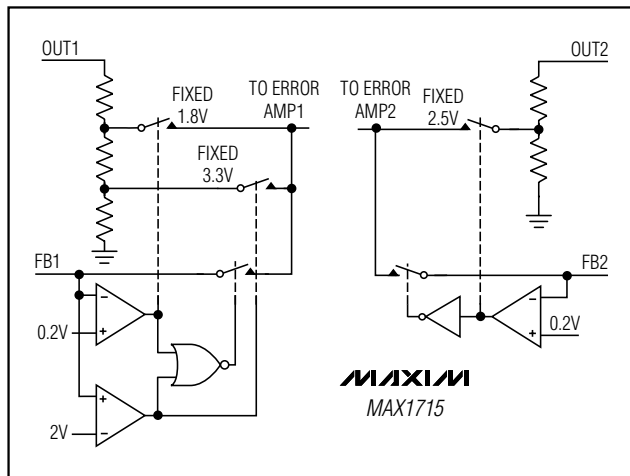 OUT1
OUT2
FIXED
1.8V
TO ERROR
AMP1
TO ERROR
AMP2
FIXED
2.5V
FIXED
3.3V
FB1
FB2
−
+
0.2V
−
+
0.2V
+
−
2V
MAXIM
MAX1715